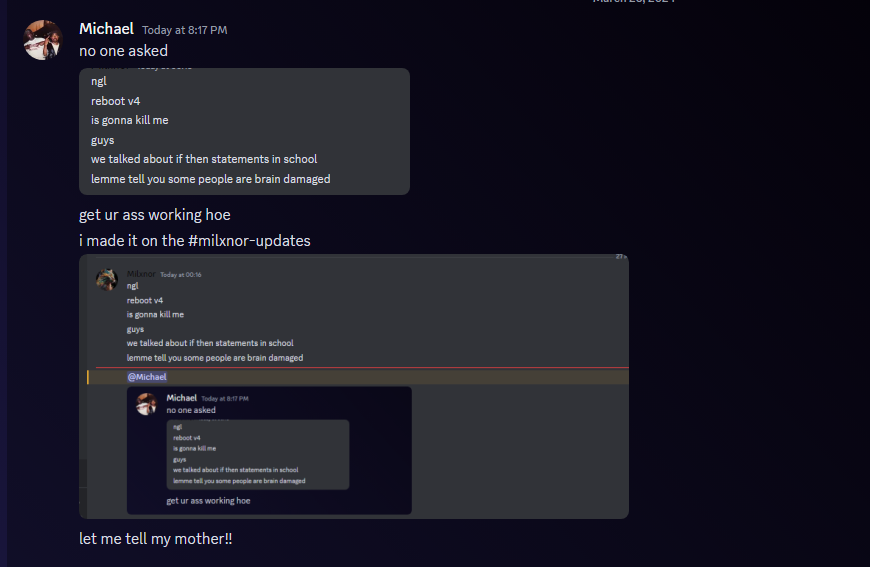 Michael Today at 8:17 PM
no one asked
ngl
reboot v4
is gonna kill me
guys
we talked about if then statements in school
lemme tell you some people are brain damaged
get ur ass working hoe
i made it on the #milxnor-updates
Milxnor Today at 00:16
ngl
reboot v4
is gonna kill me
guys
we talked about if then statements in school
lemme tell you some people are brain damaged
@Michael
Michael Today at 8:17 PM
no one asked
ngl
reboot v4
is gonna kill me
guys
we talked about if then statements in school
lemme tell you some people are brain damaged
get ur ass working hoe
let me tell my mother!!